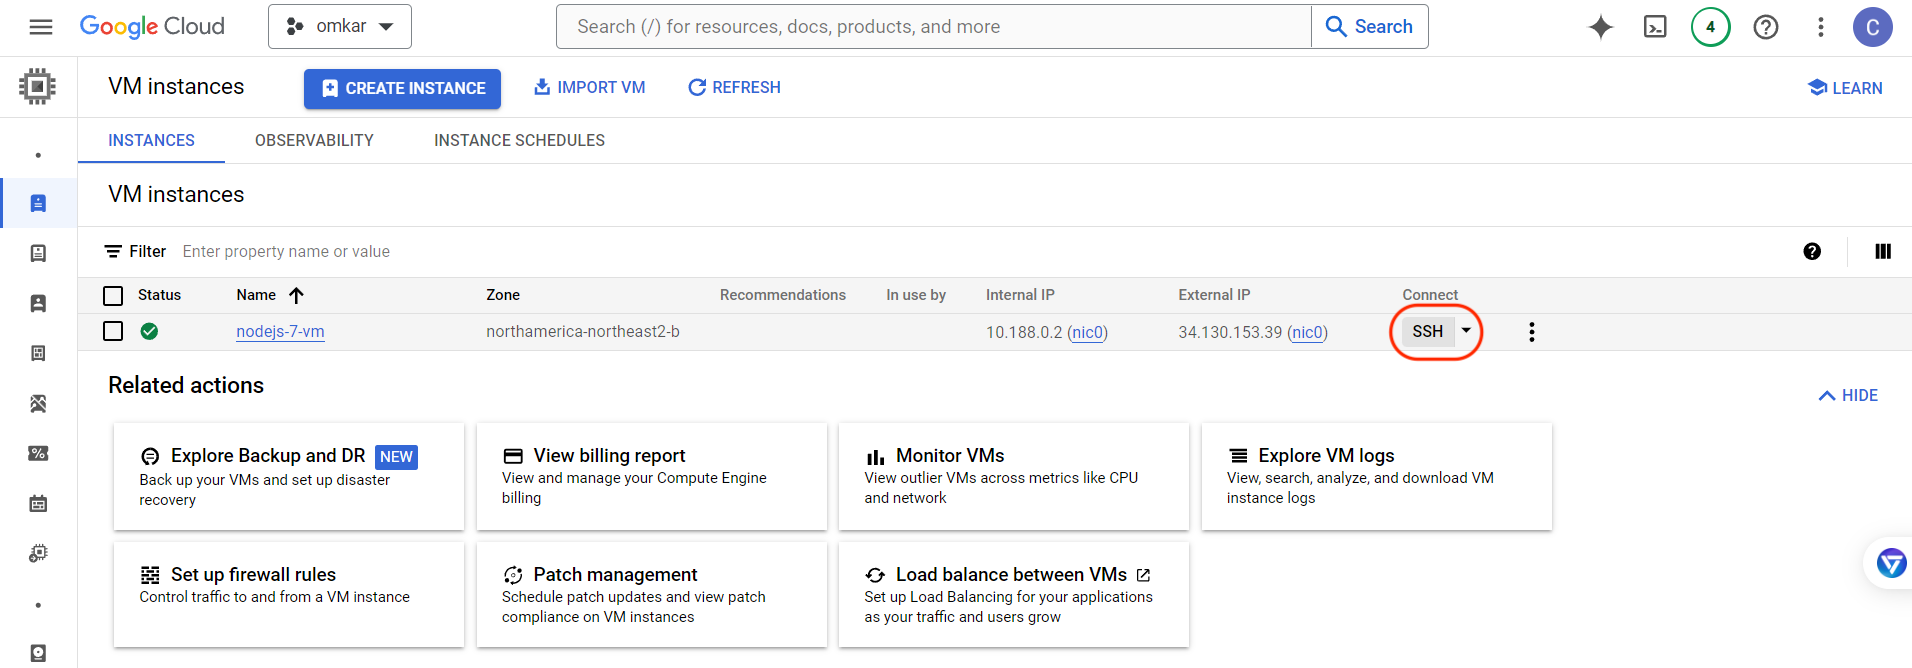 Google Cloud
omkar
Search (/) for resources, docs, products, and more
Search
4
C
VM instances
CREATE INSTANCE
IMPORT VM
REFRESH
LEARN
INSTANCES
OBSERVABILITY
INSTANCE SCHEDULES
VM instances
Filter Enter property name or value
Status Name Zone Recommendations In use by Internal IP External IP Connect
nodejs-7-vm northamerica-northeast2-b 10.188.0.2 (nic0) 34.130.153.39 (nic0) SSH
Related actions
HIDE
Explore Backup and DR NEW
Back up your VMs and set up disaster
recovery
View billing report
View and manage your Compute Engine
billing
Monitor VMs
View outlier VMs across metrics like CPU
and network
Explore VM logs
View, search, analyze, and download VM
instance logs
Set up firewall rules
Control traffic to and from a VM instance
Patch management
Schedule patch updates and view patch
compliance on VM instances
Load balance between VMs
Set up Load Balancing for your applications
as your traffic and users grow